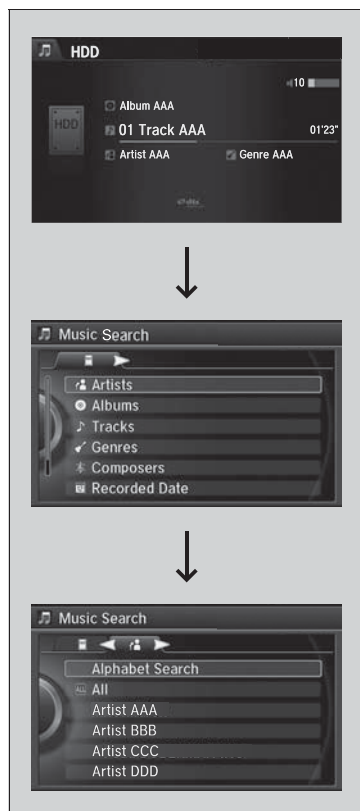 HDD
10
Album AAA
HDD
01 Track AAA 01'23"
Artist AAA Genre AAA
Music Search
Artists
Albums
Tracks
Genres
Composers
Recorded Date
Music Search
Alphabet Search
ALL All
Artist AAA
Artist BBB
Artist CCC
Artist DDD